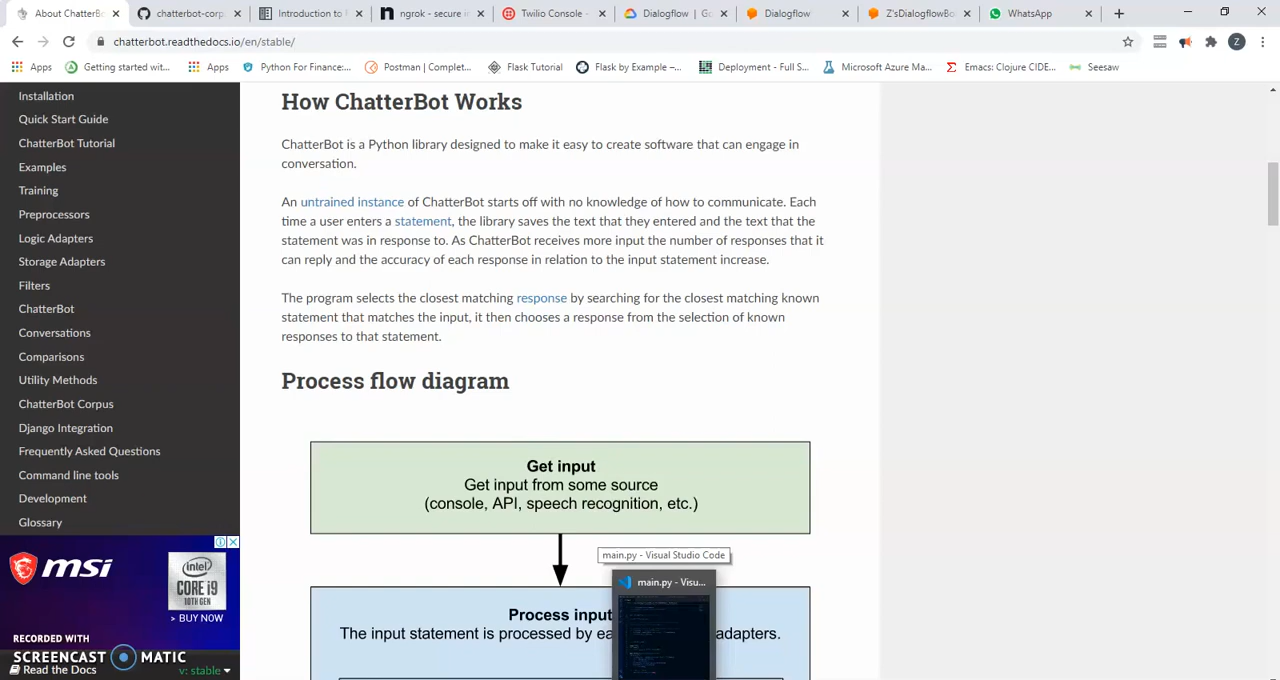 About ChatterB
chatterbot-corp
Introduction to F
ngrok - secure in
Twilio Console -
Dialogflow | Go
Dialogflow
Z'sDialogflowBo
WhatsApp
chatterbot.readthedocs.io/en/stable/
Z
Apps
Getting started wit...
Apps
Python For Finance:...
Postman | Complet...
Flask Tutorial
Flask by Example –...
Deployment - Full S...
Microsoft Azure Ma...
Emacs: Clojure CIDE...
Seesaw
Installation
Quick Start Guide
ChatterBot Tutorial
Examples
Training
Preprocessors
Logic Adapters
Storage Adapters
Filters
ChatterBot
Conversations
Comparisons
Utility Methods
ChatterBot Corpus
Django Integration
Frequently Asked Questions
Command line tools
Development
Glossary
msi
intel
CORE i9
10TH GEN
> BUY NOW
RECORDED WITH
SCREENCAST MATIC
Read the Docs
v: stable
How ChatterBot Works
ChatterBot is a Python library designed to make it easy to create software that can engage in
conversation.
An untrained instance of ChatterBot starts off with no knowledge of how to communicate. Each
time a user enters a statement, the library saves the text that they entered and the text that the
statement was in response to. As ChatterBot receives more input the number of responses that it
can reply and the accuracy of each response in relation to the input statement increase.
The program selects the closest matching response by searching for the closest matching known
statement that matches the input, it then chooses a response from the selection of known
responses to that statement.
Process flow diagram
Get input
Get input from some source
(console, API, speech recognition, etc.)
main.py - Visual Studio Code
main.py - Visu...
Process input
The input statement is processed by ea
adapters.